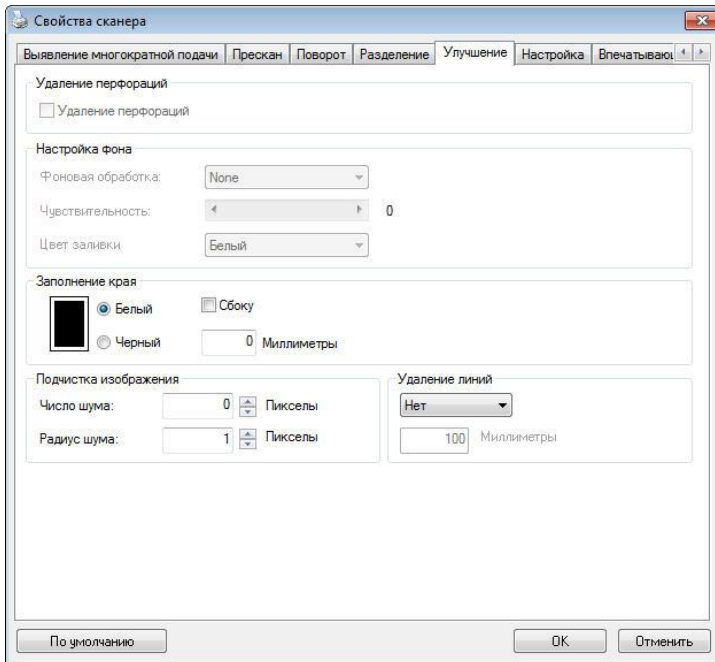 Свойства сканера
Выявление многократной подачи Прескан Поворот Разделение Улучшение Настройка Впечатываюц
Удаление перфораций
Удаление перфораций
Настройка фона
Фоновая обработка: None
Чувствительность: 0
Цвет заливки Белый
Заполнение края
Белый Сбоку
Черный 0 Миллиметры
Подчистка изображения Удаление линий
Число шума: 0 Пикселы Нет
Радиус шума: 1 Пикселы 100 Миллиметры
По умолчанию OK Отменить